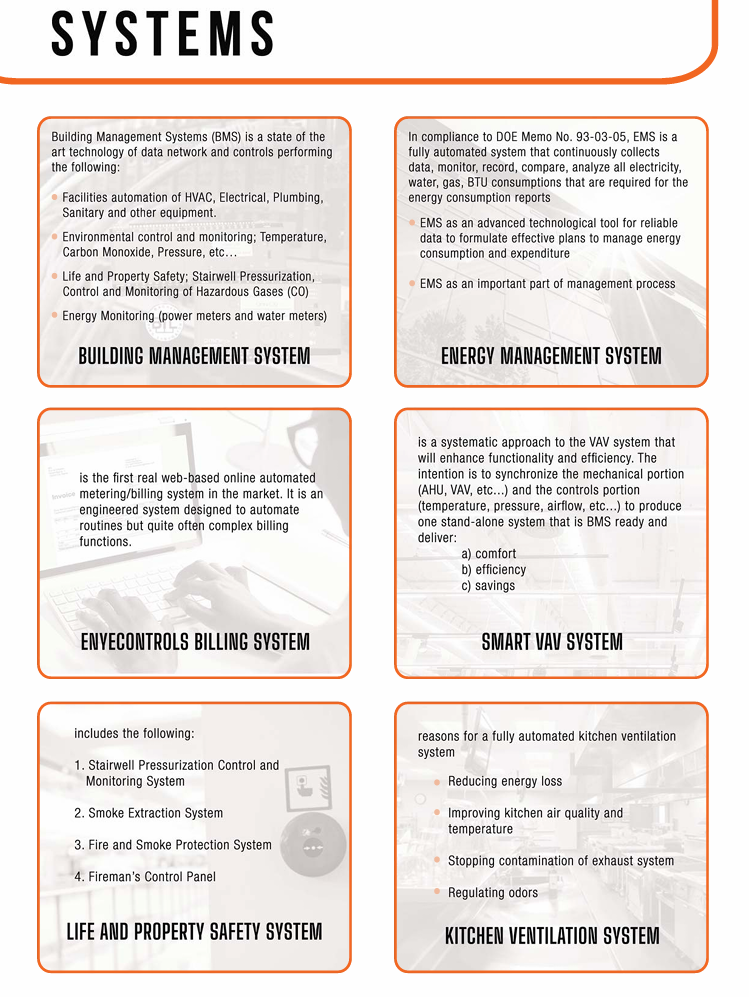 SYSTEMS
Building Management Systems (BMS) is a state of the
art technology of data network and controls performing
the following:
Facilities automation of HVAC, Electrical, Plumbing,
Sanitary and other equipment.
Environmental control and monitoring; Temperature,
Carbon Monoxide, Pressure, etc...
Life and Property Safety; Stairwell Pressurization,
Control and Monitoring of Hazardous Gases (CO)
Energy Monitoring (power meters and water meters)
BUILDING MANAGEMENT SYSTEM
In compliance to DOE Memo No. 93-03-05, EMS is a
fully automated system that continuously collects
data, monitor, record, compare, analyze all electricity,
water, gas, BTU consumptions that are required for the
energy consumption reports
EMS as an advanced technological tool for reliable
data to formulate effective plans to manage energy
consumption and expenditure
EMS as an important part of management process
ENERGY MANAGEMENT SYSTEM
is the first real web-based online automated
metering/billing system in the market. It is an
engineered system designed to automate
routines but quite often complex billing
functions.
ENYECONTROLS BILLING SYSTEM
is a systematic approach to the VAV system that
will enhance functionality and efficiency. The
intention is to synchronize the mechanical portion
(AHU, VAV, etc...) and the controls portion
(temperature, pressure, airflow, etc...) to produce
one stand-alone system that is BMS ready and
deliver:
a) comfort
b) efficiency
c) savings
SMART VAV SYSTEM
includes the following:
1. Stairwell Pressurization Control and
Monitoring System
2. Smoke Extraction System
3. Fire and Smoke Protection System
4. Fireman's Control Panel
LIFE AND PROPERTY SAFETY SYSTEM
reasons for a fully automated kitchen ventilation
system
Reducing energy loss
Improving kitchen air quality and
temperature
Stopping contamination of exhaust system
Regulating odors
KITCHEN VENTILATION SYSTEM